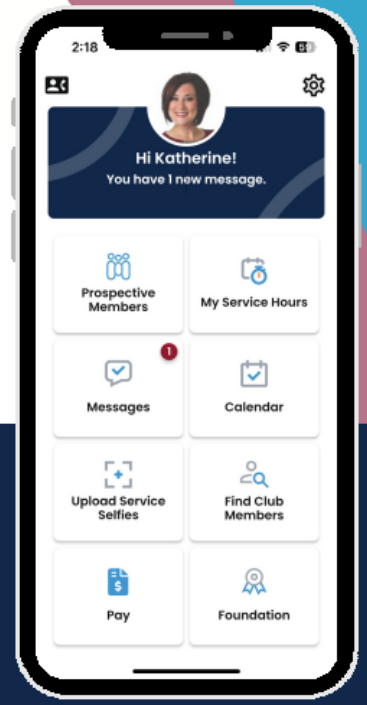 2:18
Hi Katherine!
You have 1 new message.
Prospective
Members
My Service Hours
1
Messages
Calendar
Upload Service
Selfies
Find Club
Members
$
Pay
Foundation